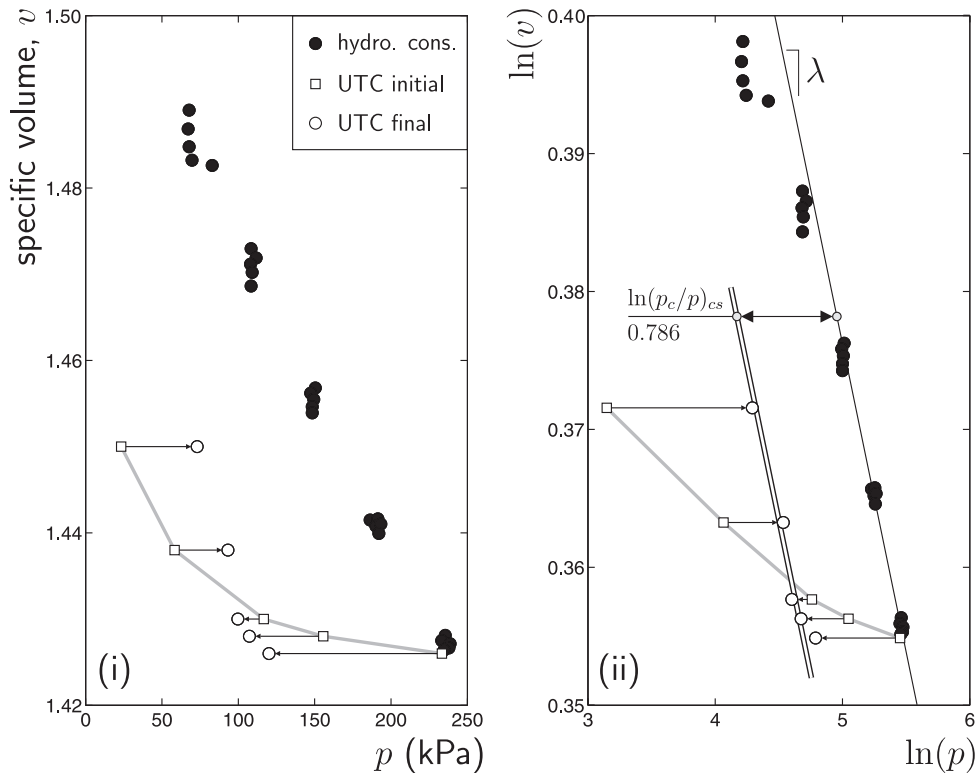 specific volume, v
1.50
1.48
1.46
1.44
1.42
hydro. cons.
UTC initial
UTC final
(i)
0 50 100 150 200 250
p (kPa)
ln(v)
0.40
0.39
0.38
0.37
0.36
0.35
λ
ln(p_c/p)_cs
0.786
(ii)
3 4 5 6
ln(p)